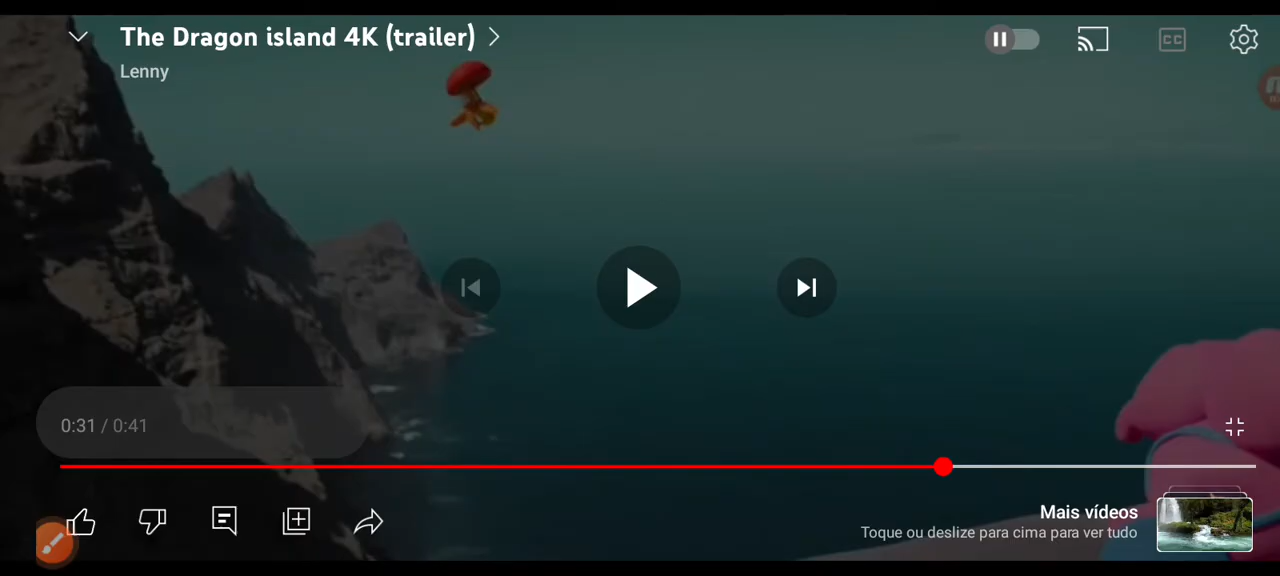 The Dragon island 4K (trailer)
Lenny
CC
0:31 / 0:41
Mais vídeos
Toque ou deslize para cima para ver tudo